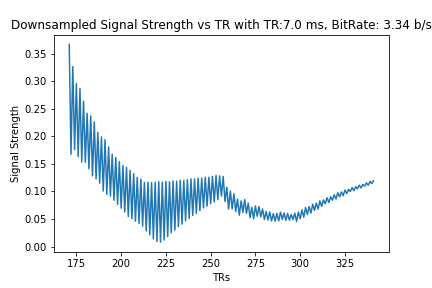 Downsampled Signal Strength vs TR with TR:7.0 ms, BitRate: 3.34 b/s
0.35
0.30
0.25
0.20
0.15
0.10
0.05
0.00
Signal Strength
175 200 225 250 275 300 325
TRs